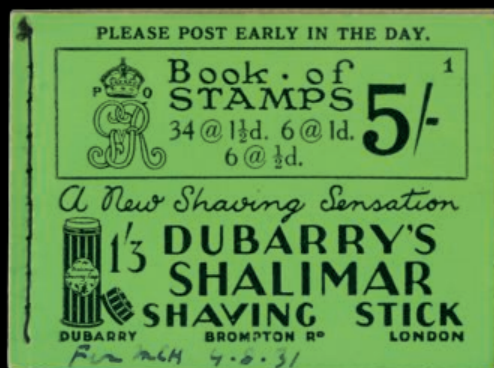 PLEASE POST EARLY IN THE DAY.
1
P O
GR
Book · of
STAMPS
34 @ 1½d. 6 @ 1d.
6 @ ½d.
5/-
A New Shaving Sensation
1/3 DUBARRY'S
SHALIMAR
SHAVING STICK
DUBARRY BROMPTON Rᴰ LONDON
4.8.31